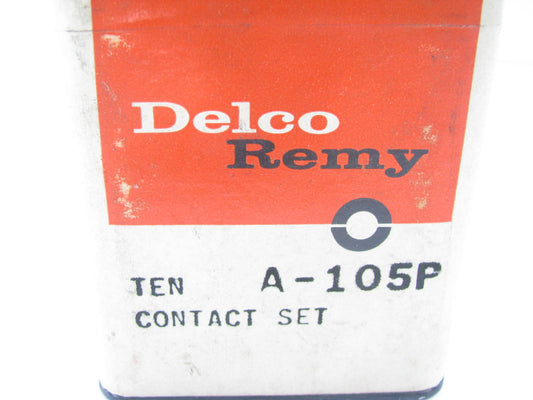 Delco
Remy
TEN A-105P
CONTACT SET